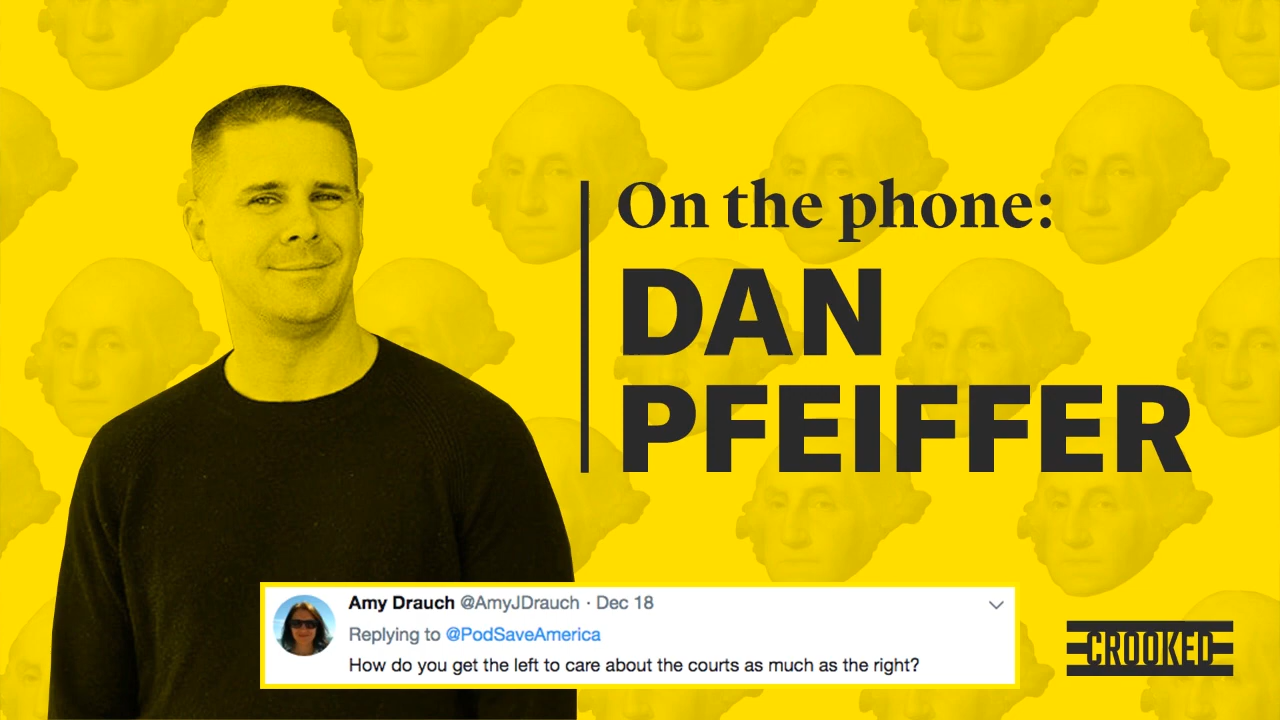 On the phone:
DAN
PFEIFFER
Amy Drauch @AmyJDrauch · Dec 18
Replying to @PodSaveAmerica
How do you get the left to care about the courts as much as the right?
CROOKED